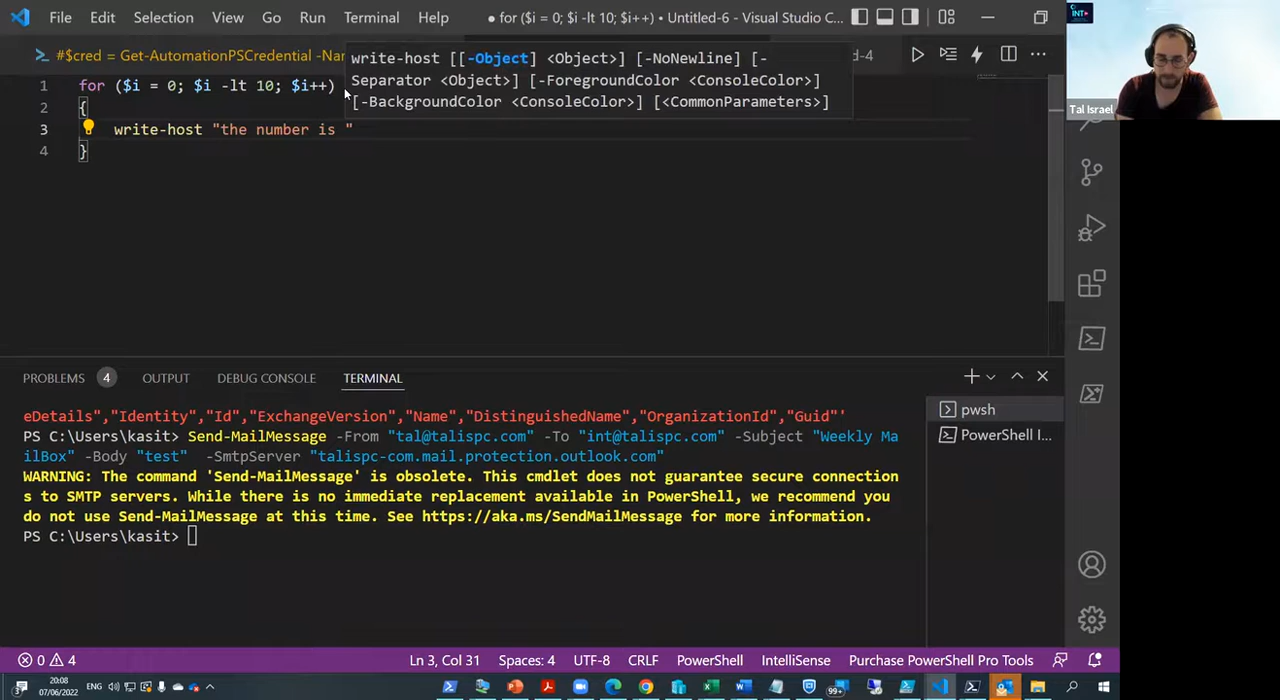 File Edit Selection View Go Run Terminal Help
● for ($i = 0; $i -lt 10; $i++) • Untitled-6 - Visual Studio C...
INT+
#$cred = Get-AutomationPSCredential -Nam
d-4
write-host [[-Object] <Object>] [-NoNewline] [-
Separator <Object>] [-ForegroundColor <ConsoleColor>]
[-BackgroundColor <ConsoleColor>] [<CommonParameters>]
1 for ($i = 0; $i -lt 10; $i++)
2 {
3 write-host "the number is "
4 }
Tal Israel
PROBLEMS 4 OUTPUT DEBUG CONSOLE TERMINAL
eDetails","Identity","Id","ExchangeVersion","Name","DistinguishedName","OrganizationId","Guid"'
PS C:\Users\kasit> Send-MailMessage -From "tal@talispc.com" -To "int@talispc.com" -Subject "Weekly Ma
ilBox" -Body "test" -SmtpServer "talispc-com.mail.protection.outlook.com"
WARNING: The command 'Send-MailMessage' is obsolete. This cmdlet does not guarantee secure connection
s to SMTP servers. While there is no immediate replacement available in PowerShell, we recommend you
do not use Send-MailMessage at this time. See https://aka.ms/SendMailMessage for more information.
PS C:\Users\kasit>
pwsh
PowerShell I...
0 4 Ln 3, Col 31 Spaces: 4 UTF-8 CRLF PowerShell IntelliSense Purchase PowerShell Pro Tools
3 20:08 ENG 99+
07/06/2022